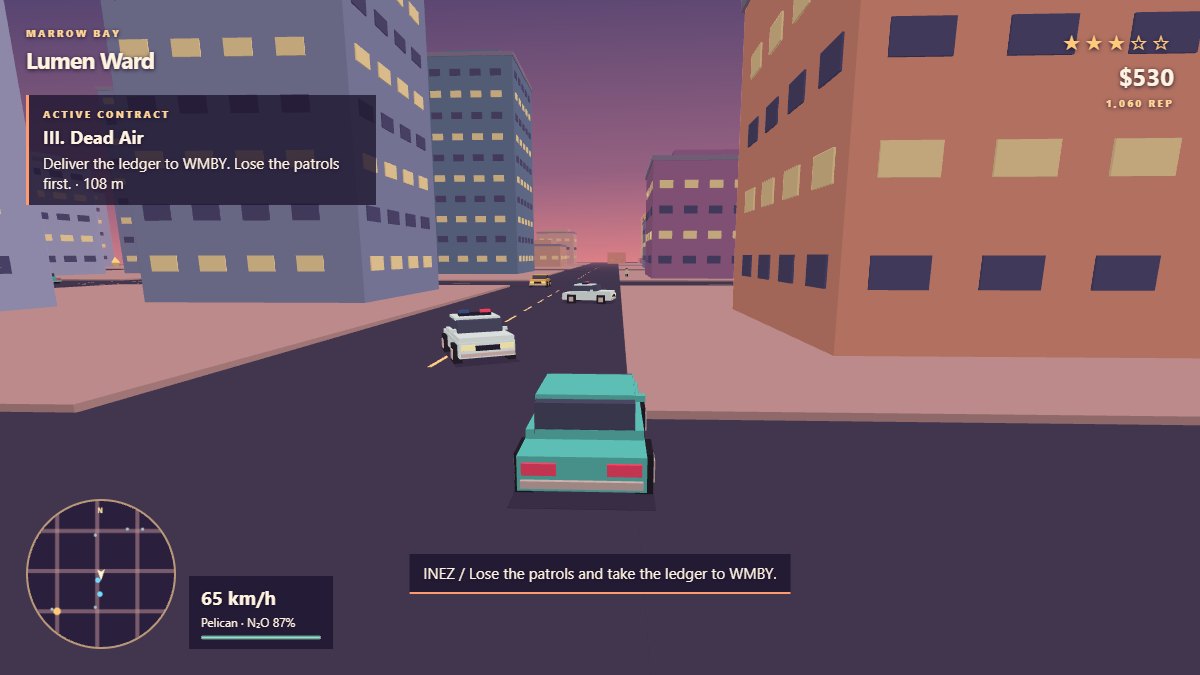 MARROW BAY
Lumen Ward
ACTIVE CONTRACT
III. Dead Air
Deliver the ledger to WMBY. Lose the patrols
first. · 108 m
★★★☆☆
$530
1,060 REP
N
65 km/h
Pelican · N₂O 87%
INEZ / Lose the patrols and take the ledger to WMBY.